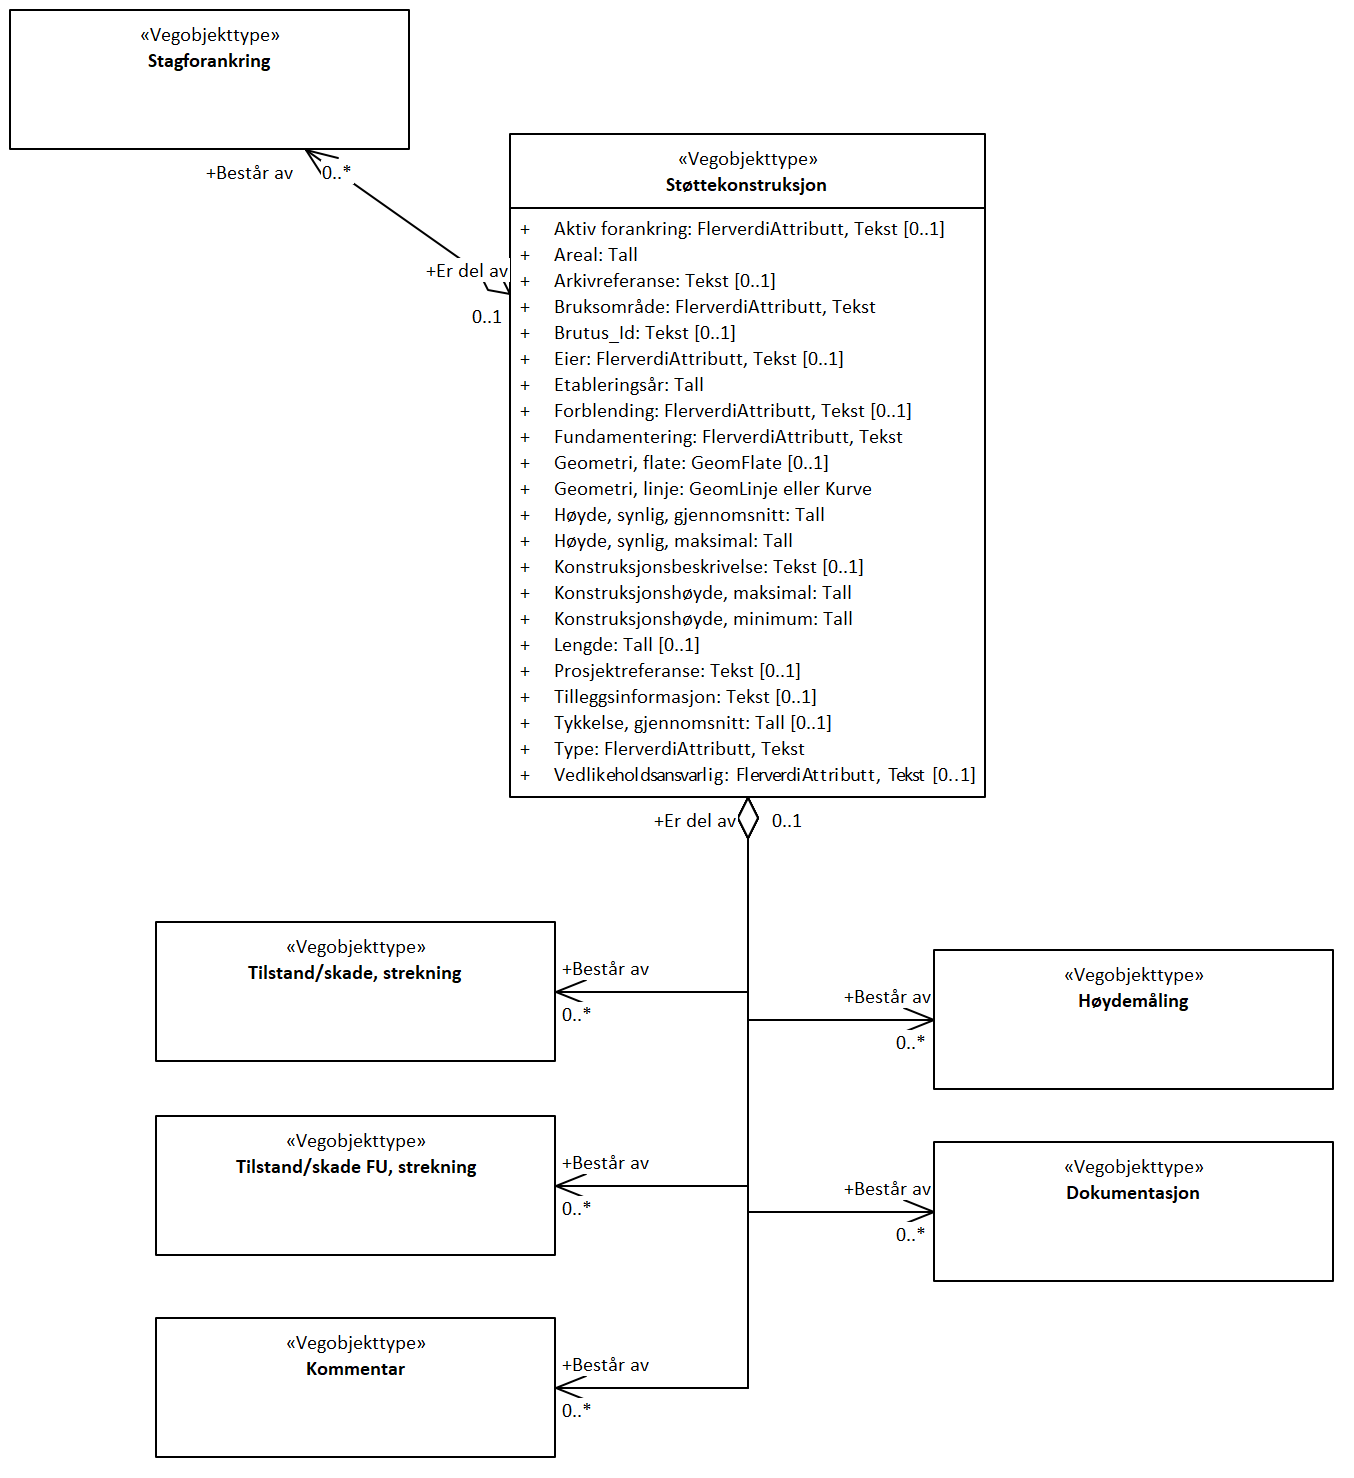 «Vegobjekttype»
Stagforankring
+Består av
0..*
+Er del av
0..1
«Vegobjekttype»
Støttekonstruksjon
+ Aktiv forankring: FlerverdiAttributt, Tekst [0..1]
+ Areal: Tall
+ Arkivreferanse: Tekst [0..1]
+ Bruksområde: FlerverdiAttributt, Tekst
+ Brutus_Id: Tekst [0..1]
+ Eier: FlerverdiAttributt, Tekst [0..1]
+ Etableringsår: Tall
+ Forblending: FlerverdiAttributt, Tekst [0..1]
+ Fundamentering: FlerverdiAttributt, Tekst
+ Geometri, flate: GeomFlate [0..1]
+ Geometri, linje: GeomLinje eller Kurve
+ Høyde, synlig, gjennomsnitt: Tall
+ Høyde, synlig, maksimal: Tall
+ Konstruksjonsbeskrivelse: Tekst [0..1]
+ Konstruksjonshøyde, maksimal: Tall
+ Konstruksjonshøyde, minimum: Tall
+ Lengde: Tall [0..1]
+ Prosjektreferanse: Tekst [0..1]
+ Tilleggsinformasjon: Tekst [0..1]
+ Tykkelse, gjennomsnitt: Tall [0..1]
+ Type: FlerverdiAttributt, Tekst
+ Vedlikeholdsansvarlig: FlerverdiAttributt, Tekst [0..1]
+Er del av
0..1
«Vegobjekttype»
Tilstand/skade, strekning
+Består av
0..*
«Vegobjekttype»
Høydemåling
+Består av
0..*
«Vegobjekttype»
Tilstand/skade FU, strekning
+Består av
0..*
«Vegobjekttype»
Dokumentasjon
+Består av
0..*
«Vegobjekttype»
Kommentar
+Består av
0..*